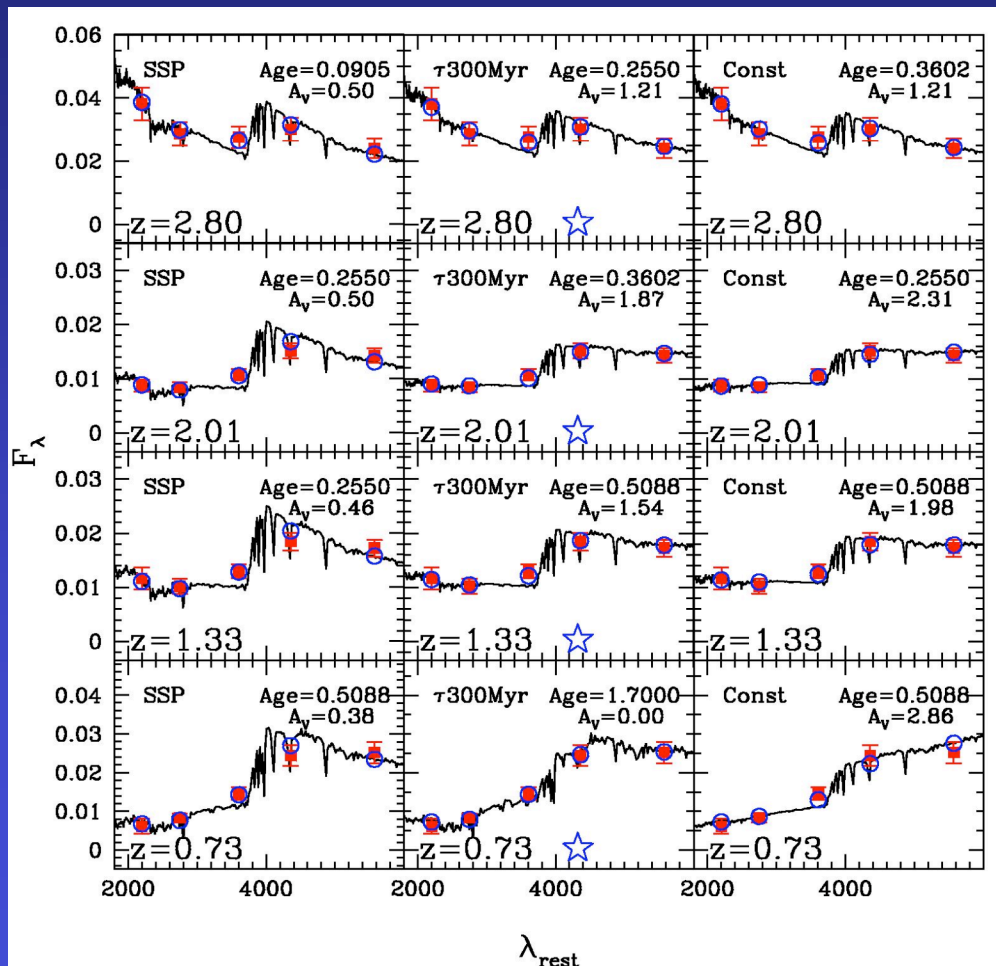 0.06
0.04
0.02
0
2000 4000
SSP Age=0.0905
A_V=0.50
z=2.80
τ300Myr Age=0.2550
A_V=1.21
z=2.80
Const Age=0.3602
A_V=1.21
z=2.80
0.03
0.02
0.01
0
SSP Age=0.2550
A_V=0.50
z=2.01
τ300Myr Age=0.3602
A_V=1.87
z=2.01
Const Age=0.2550
A_V=2.31
z=2.01
F_λ
0.03
0.02
0.01
0
SSP Age=0.2550
A_V=0.46
z=1.33
τ300Myr Age=0.5088
A_V=1.54
z=1.33
Const Age=0.5088
A_V=1.98
z=1.33
0.04
0.03
0.02
0.01
0
SSP Age=0.5088
A_V=0.38
z=0.73
τ300Myr Age=1.7000
A_V=0.00
z=0.73
Const Age=0.5088
A_V=2.86
z=0.73
2000 4000 2000 4000 2000 4000
λ_rest